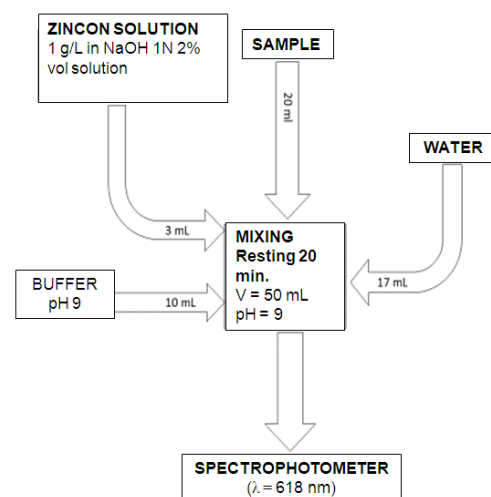 ZINCON SOLUTION
1 g/L in NaOH 1N 2%
vol solution
SAMPLE
20 ml
WATER
3 mL
MIXING
Resting 20
min.
V = 50 mL
pH = 9
17 mL
BUFFER
pH 9
10 mL
SPECTROPHOTOMETER
(λ = 618 nm)